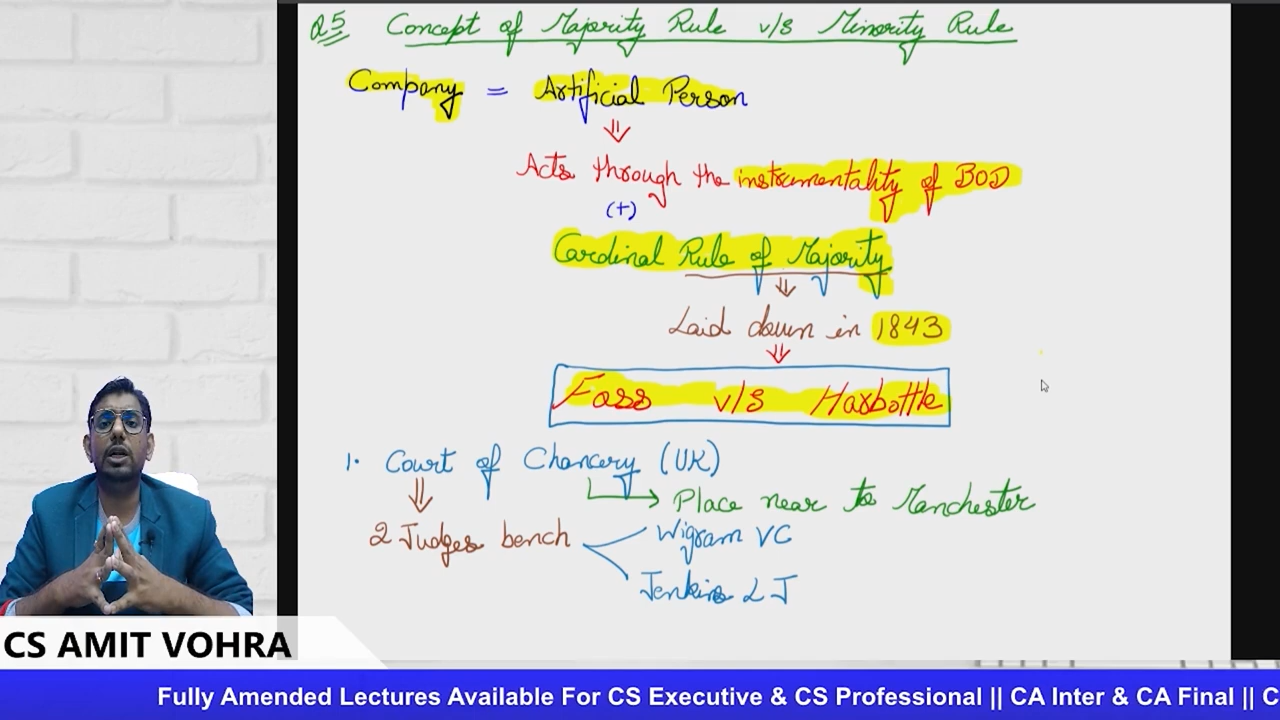 Q5 Concept of Majority Rule v/s Minority Rule
Company = Artificial Person
⇓
Acts through the instrumentality of BOD
(+)
Cardinal Rule of Majority
⇓
Laid down in 1843
⇓
Foss v/s Harbottle
1. Court of Chancery (UK)
Place near to Manchester
2 Judges bench
Wigram VC
Jenkins L J
CS AMIT VOHRA
Fully Amended Lectures Available For CS Executive & CS Professional || CA Inter & CA Final || C